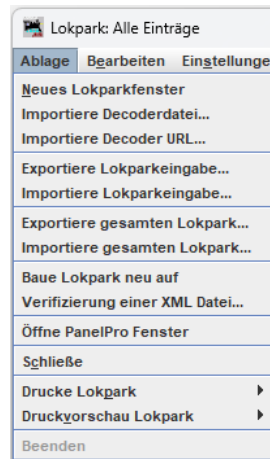 Lokpark: Alle Einträge
Ablage Bearbeiten Einstellunge
Neues Lokparkfenster
Importiere Decoderdatei...
Importiere Decoder URL...
Exportiere Lokparkeingabe...
Importiere Lokparkeingabe...
Exportiere gesamten Lokpark...
Importiere gesamten Lokpark...
Baue Lokpark neu auf
Verifizierung einer XML Datei...
Öffne PanelPro Fenster
Schließe
Drucke Lokpark
Druckvorschau Lokpark
Beenden